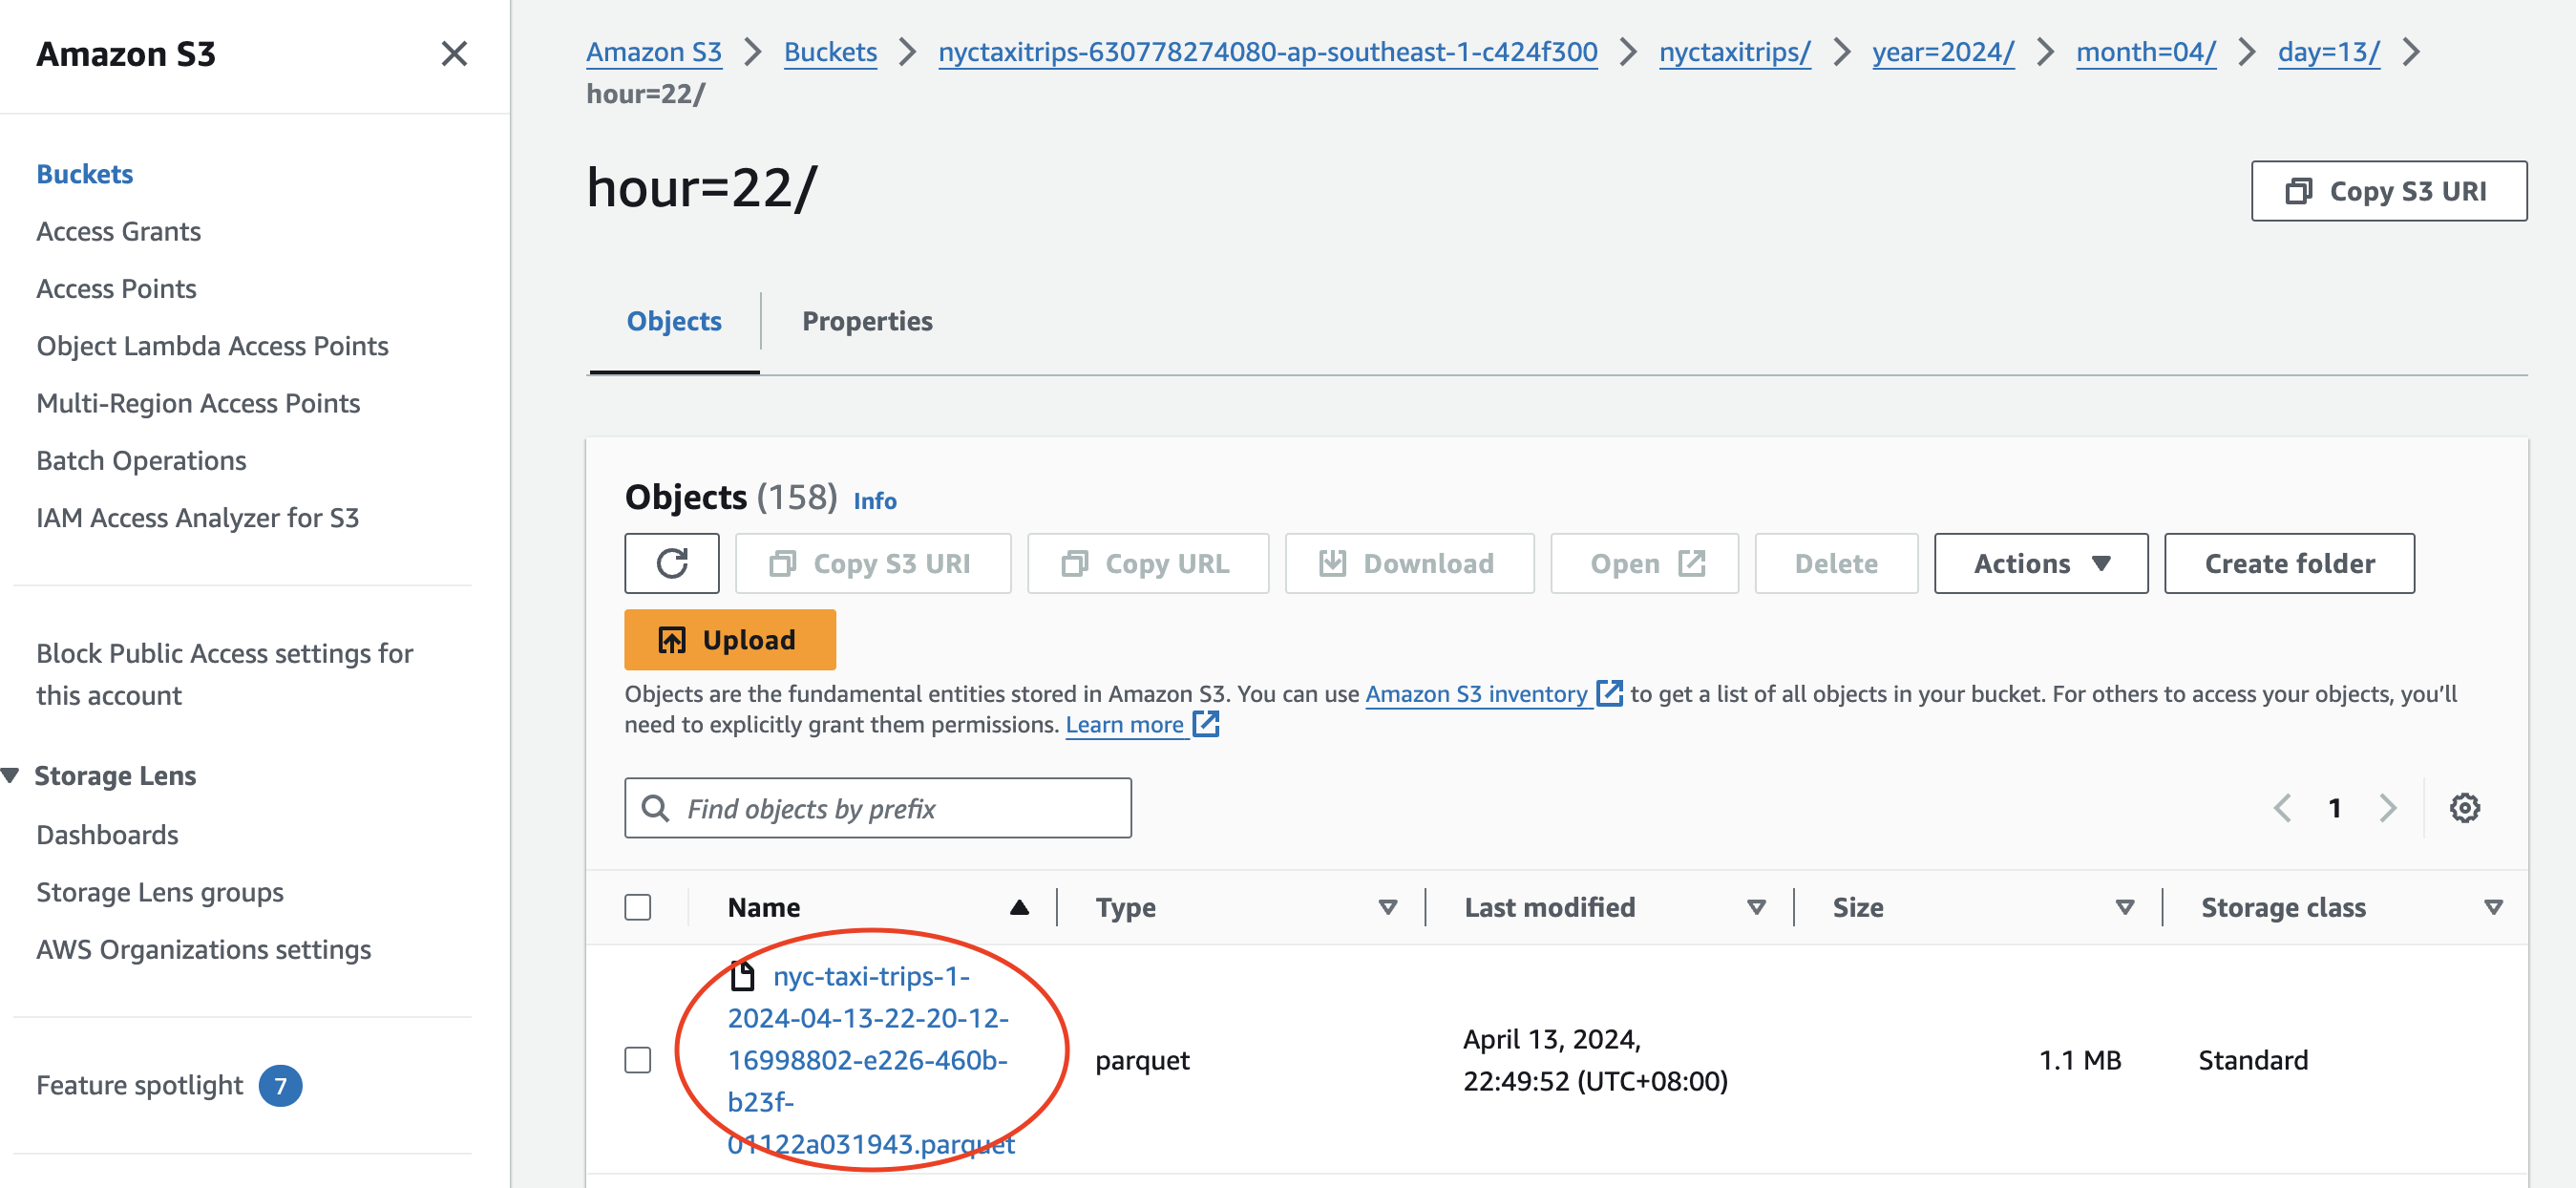 Amazon S3
Buckets
Access Grants
Access Points
Object Lambda Access Points
Multi-Region Access Points
Batch Operations
IAM Access Analyzer for S3
Block Public Access settings for
this account
Storage Lens
Dashboards
Storage Lens groups
AWS Organizations settings
Feature spotlight 7
Amazon S3 Buckets nyctaxitrips-630778274080-ap-southeast-1-c424f300 nyctaxitrips/ year=2024/ month=04/ day=13/
hour=22/
hour=22/
Copy S3 URI
Objects Properties
Objects (158) Info
Copy S3 URI Copy URL Download Open Delete Actions Create folder
Upload
Objects are the fundamental entities stored in Amazon S3. You can use Amazon S3 inventory to get a list of all objects in your bucket. For others to access your objects, you’ll
need to explicitly grant them permissions. Learn more
Find objects by prefix
1
Name Type Last modified Size Storage class
nyc-taxi-trips-1-
2024-04-13-22-20-12-
16998802-e226-460b-
b23f-
01122a031943.parquet
parquet
April 13, 2024,
22:49:52 (UTC+08:00)
1.1 MB
Standard